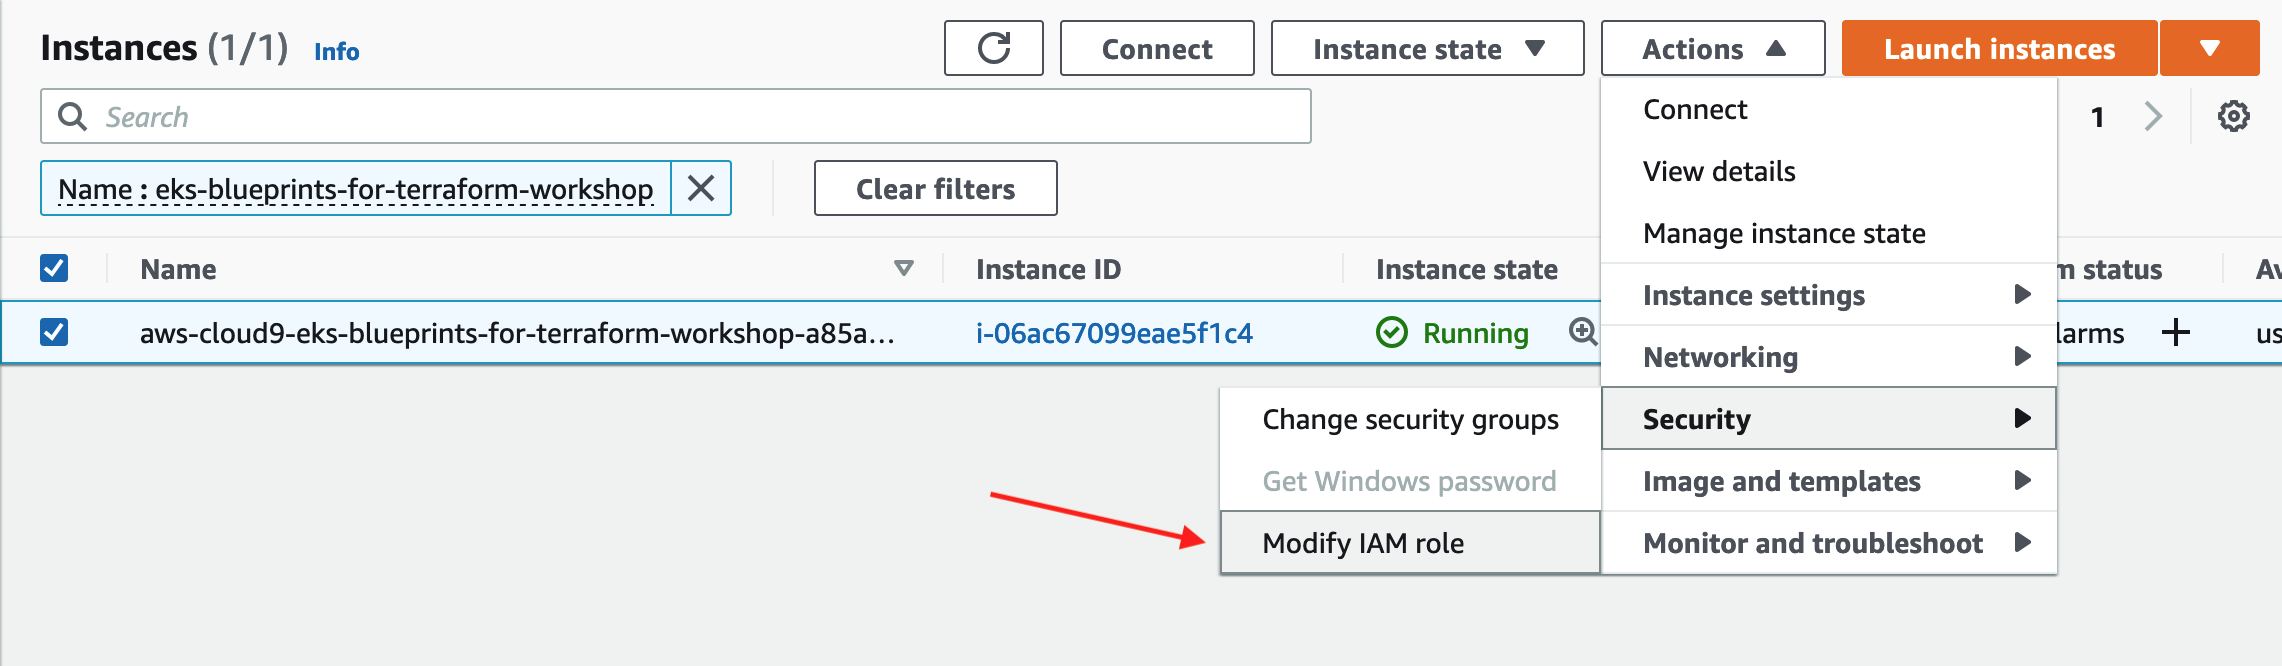 Instances (1/1) Info Connect Instance state Actions Launch instances
Search
1
Name : eks-blueprints-for-terraform-workshop Clear filters
Name Instance ID Instance state m status Av
aws-cloud9-eks-blueprints-for-terraform-workshop-a85a... i-06ac67099eae5f1c4 Running larms us
Connect
View details
Manage instance state
Instance settings
Networking
Security
Image and templates
Monitor and troubleshoot
Change security groups
Get Windows password
Modify IAM role